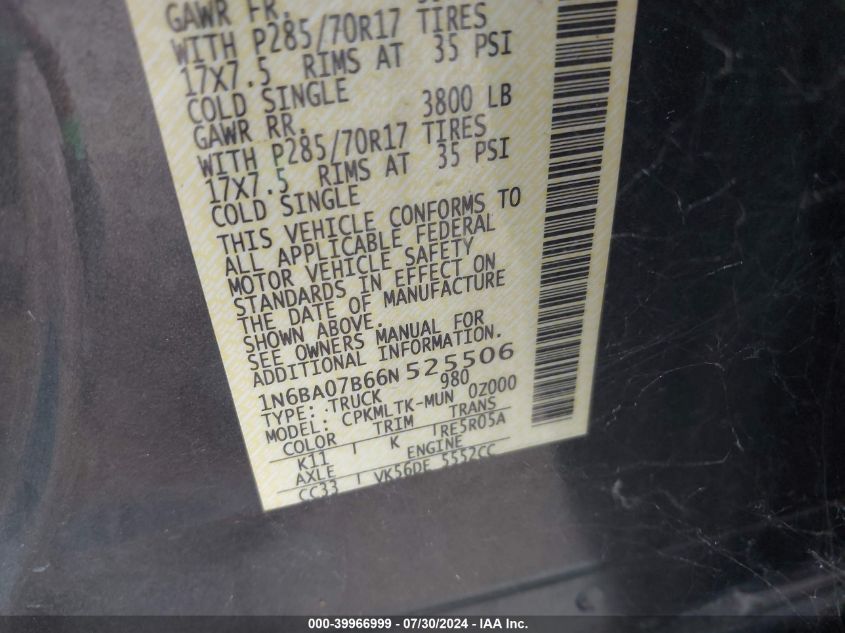 GAWR FR.
WITH P285/70R17 TIRES
17X7.5 RIMS AT 35 PSI
COLD SINGLE
GAWR RR. 3800 LB
WITH P285/70R17 TIRES
17X7.5 RIMS AT 35 PSI
COLD SINGLE
THIS VEHICLE CONFORMS TO
ALL APPLICABLE FEDERAL
MOTOR VEHICLE SAFETY
STANDARDS IN EFFECT ON
THE DATE OF MANUFACTURE
SHOWN ABOVE.
SEE OWNERS MANUAL FOR
ADDITIONAL INFORMATION.
1N6BA07B66N 525506
TYPE: TRUCK 980
MODEL: CPKMLTK-MUN 0Z000
COLOR TRIM TRANS
K11 K RE5R05A
AXLE ENGINE
CC33 VK56DE 5552CC
000-39966999 / 07/30/2024 - IAA Inc.